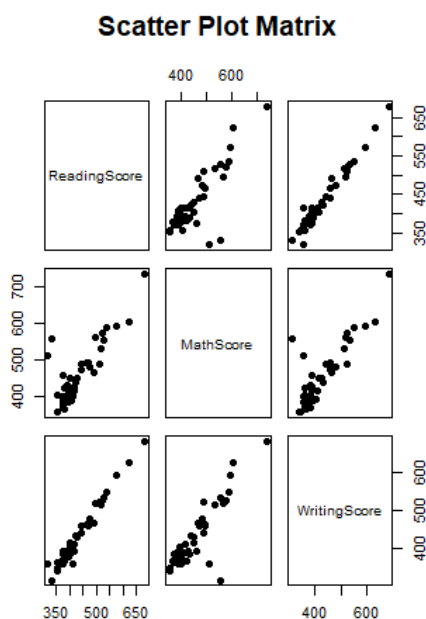 Scatter Plot Matrix
400 600
ReadingScore
350 450 550 650
400 500 600 700
MathScore
WritingScore
400 500 600
350 500 650
400 600